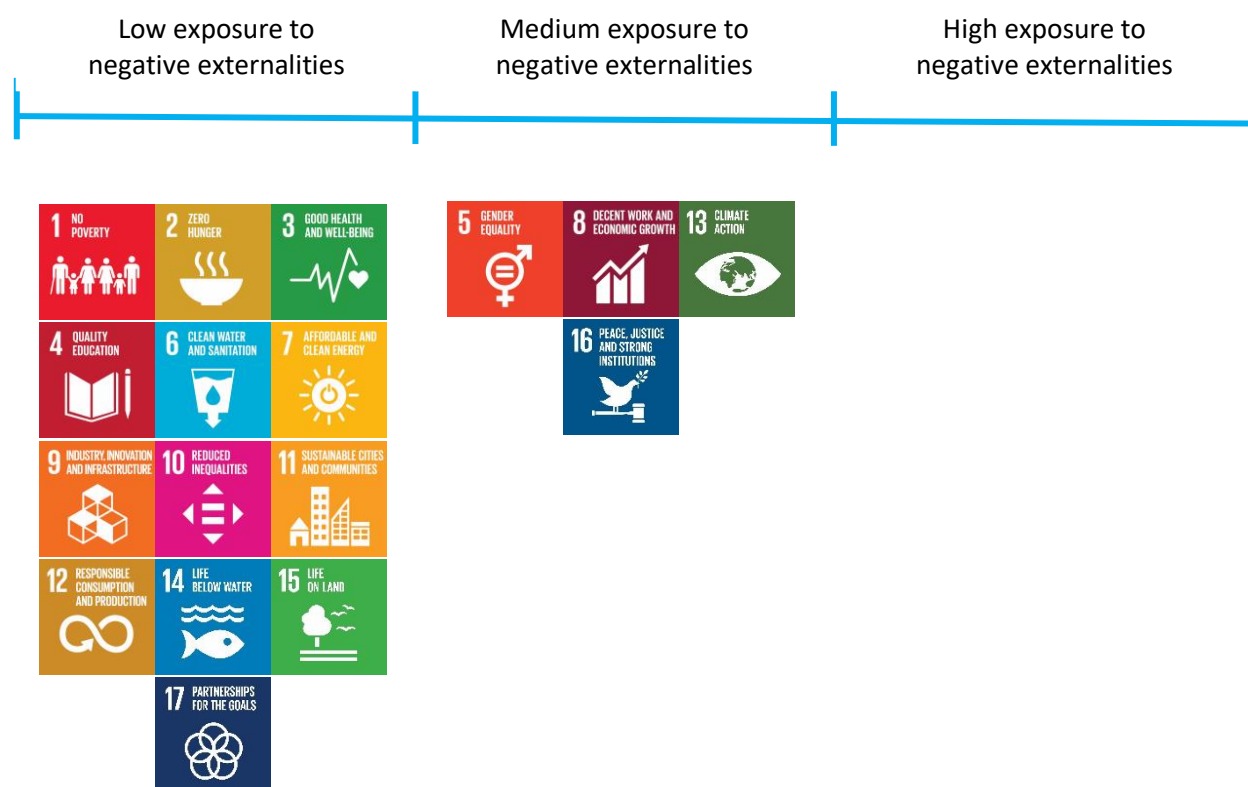 Low exposure to
negative externalities
Medium exposure to
negative externalities
High exposure to
negative externalities
1 NO
POVERTY
2 ZERO
HUNGER
3 GOOD HEALTH
AND WELL-BEING
5 GENDER
EQUALITY
8 DECENT WORK AND
ECONOMIC GROWTH
13 CLIMATE
ACTION
4 QUALITY
EDUCATION
6 CLEAN WATER
AND SANITATION
7 AFFORDABLE AND
CLEAN ENERGY
16 PEACE, JUSTICE
AND STRONG
INSTITUTIONS
9 INDUSTRY, INNOVATION
AND INFRASTRUCTURE
10 REDUCED
INEQUALITIES
11 SUSTAINABLE CITIES
AND COMMUNITIES
12 RESPONSIBLE
CONSUMPTION
AND PRODUCTION
14 LIFE
BELOW WATER
15 LIFE
ON LAND
17 PARTNERSHIPS
FOR THE GOALS